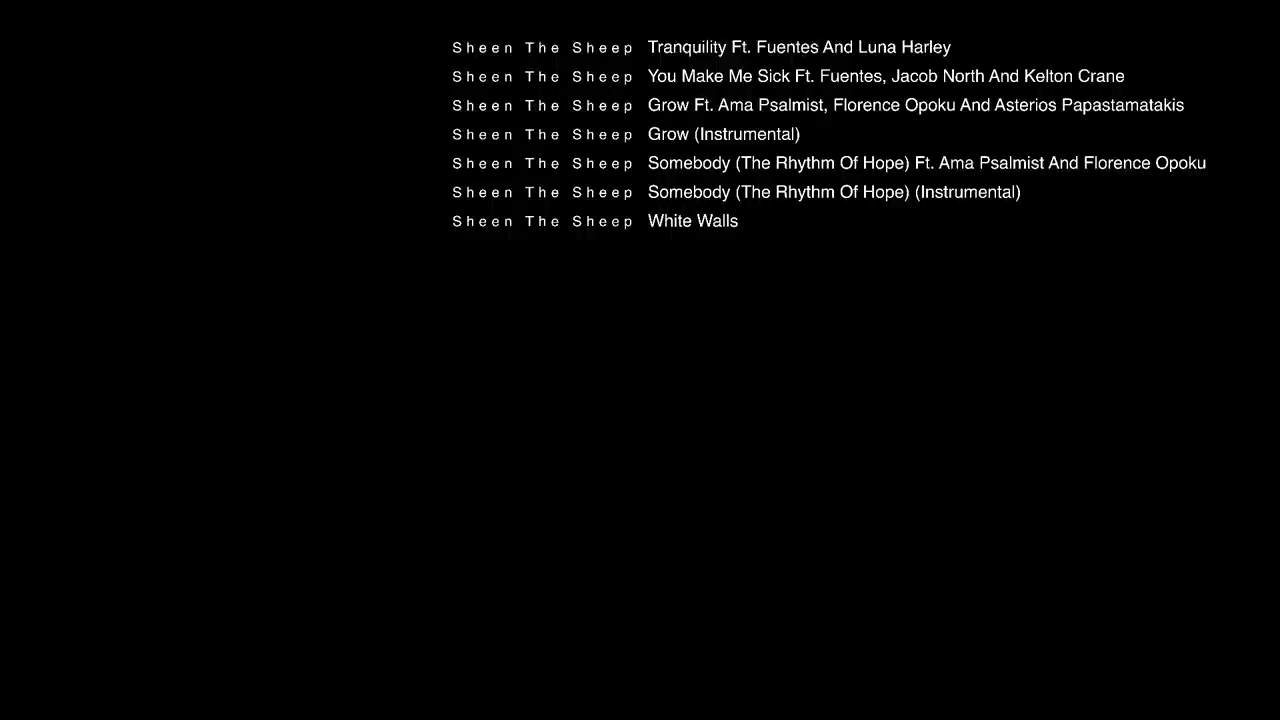 Sheen The Sheep Tranquility Ft. Fuentes And Luna Harley
Sheen The Sheep You Make Me Sick Ft. Fuentes, Jacob North And Kelton Crane
Sheen The Sheep Grow Ft. Ama Psalmist, Florence Opoku And Asterios Papastamatakis
Sheen The Sheep Grow (Instrumental)
Sheen The Sheep Somebody (The Rhythm Of Hope) Ft. Ama Psalmist And Florence Opoku
Sheen The Sheep Somebody (The Rhythm Of Hope) (Instrumental)
Sheen The Sheep White Walls